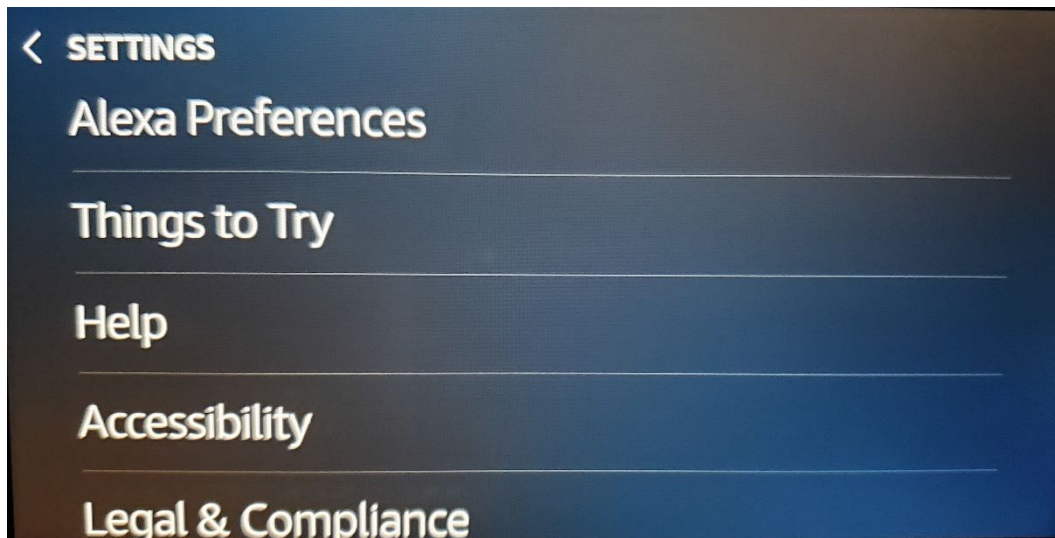 SETTINGS
Alexa Preferences
Things to Try
Help
Accessibility
Legal & Compliance